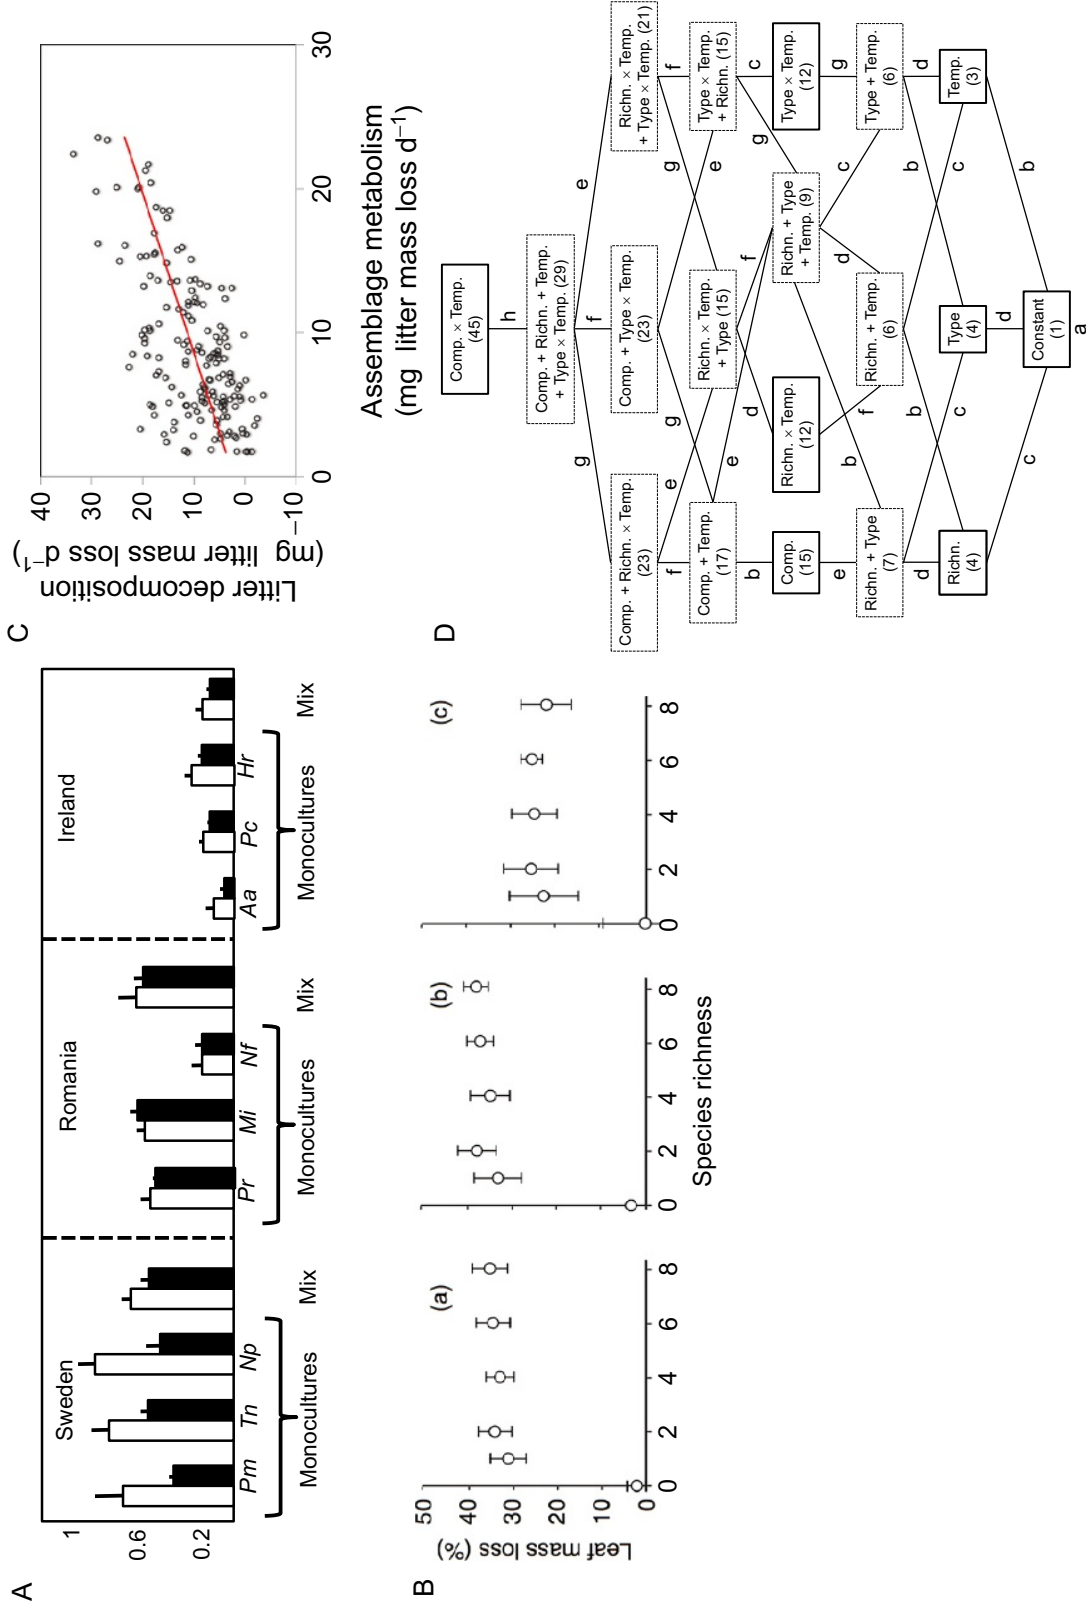 A
Sweden
Romania
Ireland
1
0.6
0.2
Pm
Tn
Np
Mix
Pr
Mi
Nf
Mix
Aa
Pc
Hr
Mix
Monocultures
Monocultures
Monocultures
B
(a)
(b)
(c)
Leaf mass loss (%)
50
40
30
20
10
0
0
2
4
6
8
0
2
4
6
8
0
2
4
6
8
Species richness
C
Litter decomposition
(mg litter mass loss d−1)
40
30
20
10
0
−10
0
10
20
30
Assemblage metabolism
(mg litter mass loss d−1)
D
Comp. × Temp.
(45)
h
Comp. + Richn. + Temp.
+ Type × Temp. (29)
g
f
e
Comp. + Richn. × Temp.
(23)
Comp. + Type × Temp.
(23)
Richn. × Temp.
+ Type × Temp. (21)
f
e
g
e
g
f
Comp. + Temp.
(17)
Richn. × Temp.
+ Type (15)
Type × Temp.
+ Richn. (15)
b
e
d
f
g
c
Comp.
(15)
Richn. × Temp.
(12)
Richn. + Type
+ Temp. (9)
Type × Temp.
(12)
e
b
f
d
c
g
Richn. + Type
(7)
Richn. + Temp.
(6)
Type + Temp.
(6)
d
c
b
c
b
d
Richn.
(4)
Type
(4)
Temp.
(3)
c
d
b
Constant
(1)
a